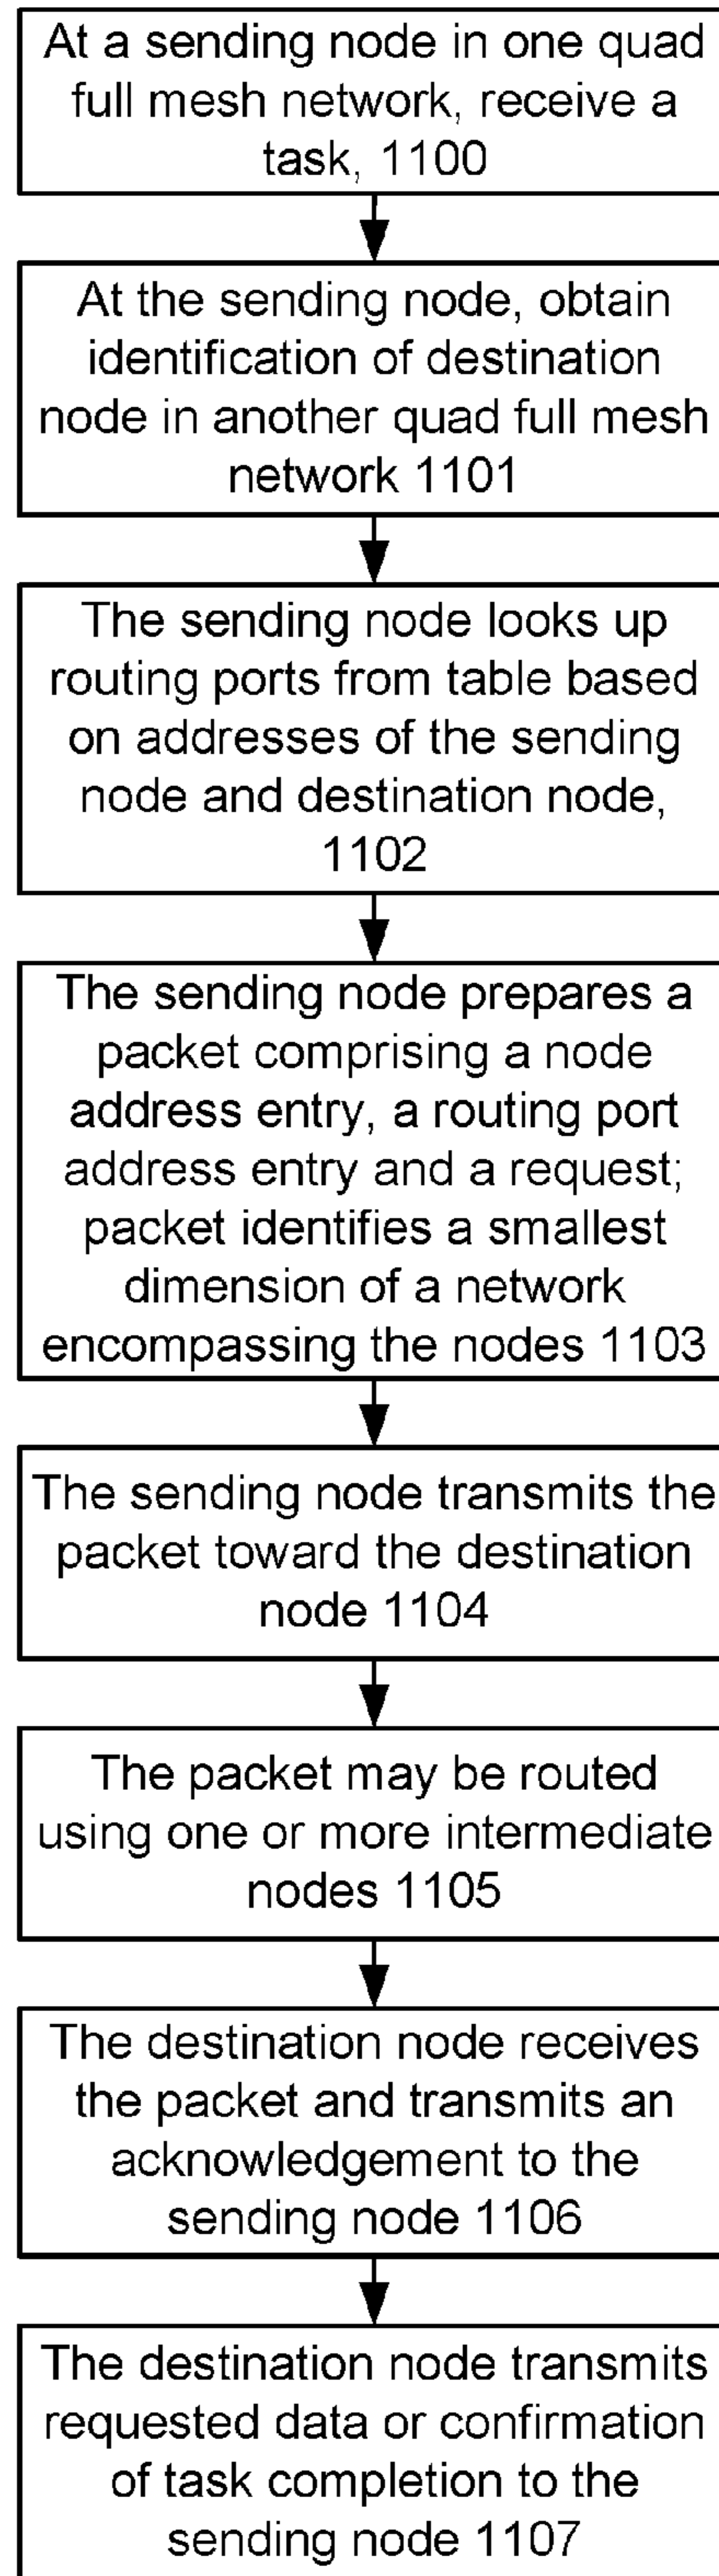 At a sending node in one quad
full mesh network, receive a
task, 1100
At the sending node, obtain
identification of destination
node in another quad full mesh
network 1101
The sending node looks up
routing ports from table based
on addresses of the sending
node and destination node,
1102
The sending node prepares a
packet comprising a node
address entry, a routing port
address entry and a request;
packet identifies a smallest
dimension of a network
encompassing the nodes 1103
The sending node transmits the
packet toward the destination
node 1104
The packet may be routed
using one or more intermediate
nodes 1105
The destination node receives
the packet and transmits an
acknowledgement to the
sending node 1106
The destination node transmits
requested data or confirmation
of task completion to the
sending node 1107